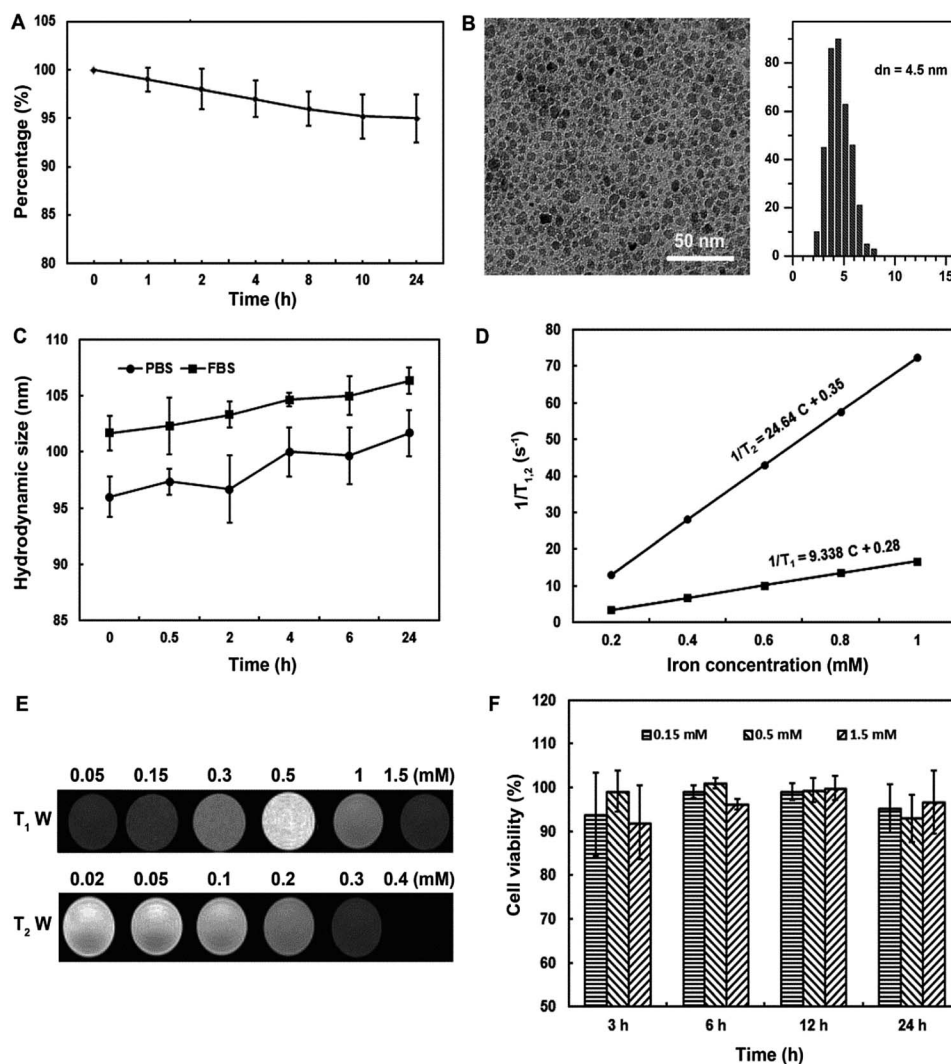 A
105
100
95
90
85
80
Percentage (%)
0 1 2 4 8 10 24
Time (h)
B
50 nm
80
60
40
20
0
dn = 4.5 nm
0 5 10 15
C
110
105
100
95
90
85
Hydrodynamic size (nm)
PBS FBS
0 0.5 2 4 6 24
Time (h)
D
80
70
60
50
40
30
20
10
0
1/T1,2 (s-1)
1/T2 = 24.64 C + 0.35
1/T1 = 9.338 C + 0.28
0.2 0.4 0.6 0.8 1
Iron concentration (mM)
E
0.05 0.15 0.3 0.5 1 1.5 (mM)
T1 W
0.02 0.05 0.1 0.2 0.3 0.4 (mM)
T2 W
F
120
110
100
90
80
70
60
50
Cell viability (%)
0.15 mM 0.5 mM 1.5 mM
3 h 6 h 12 h 24 h
Time (h)